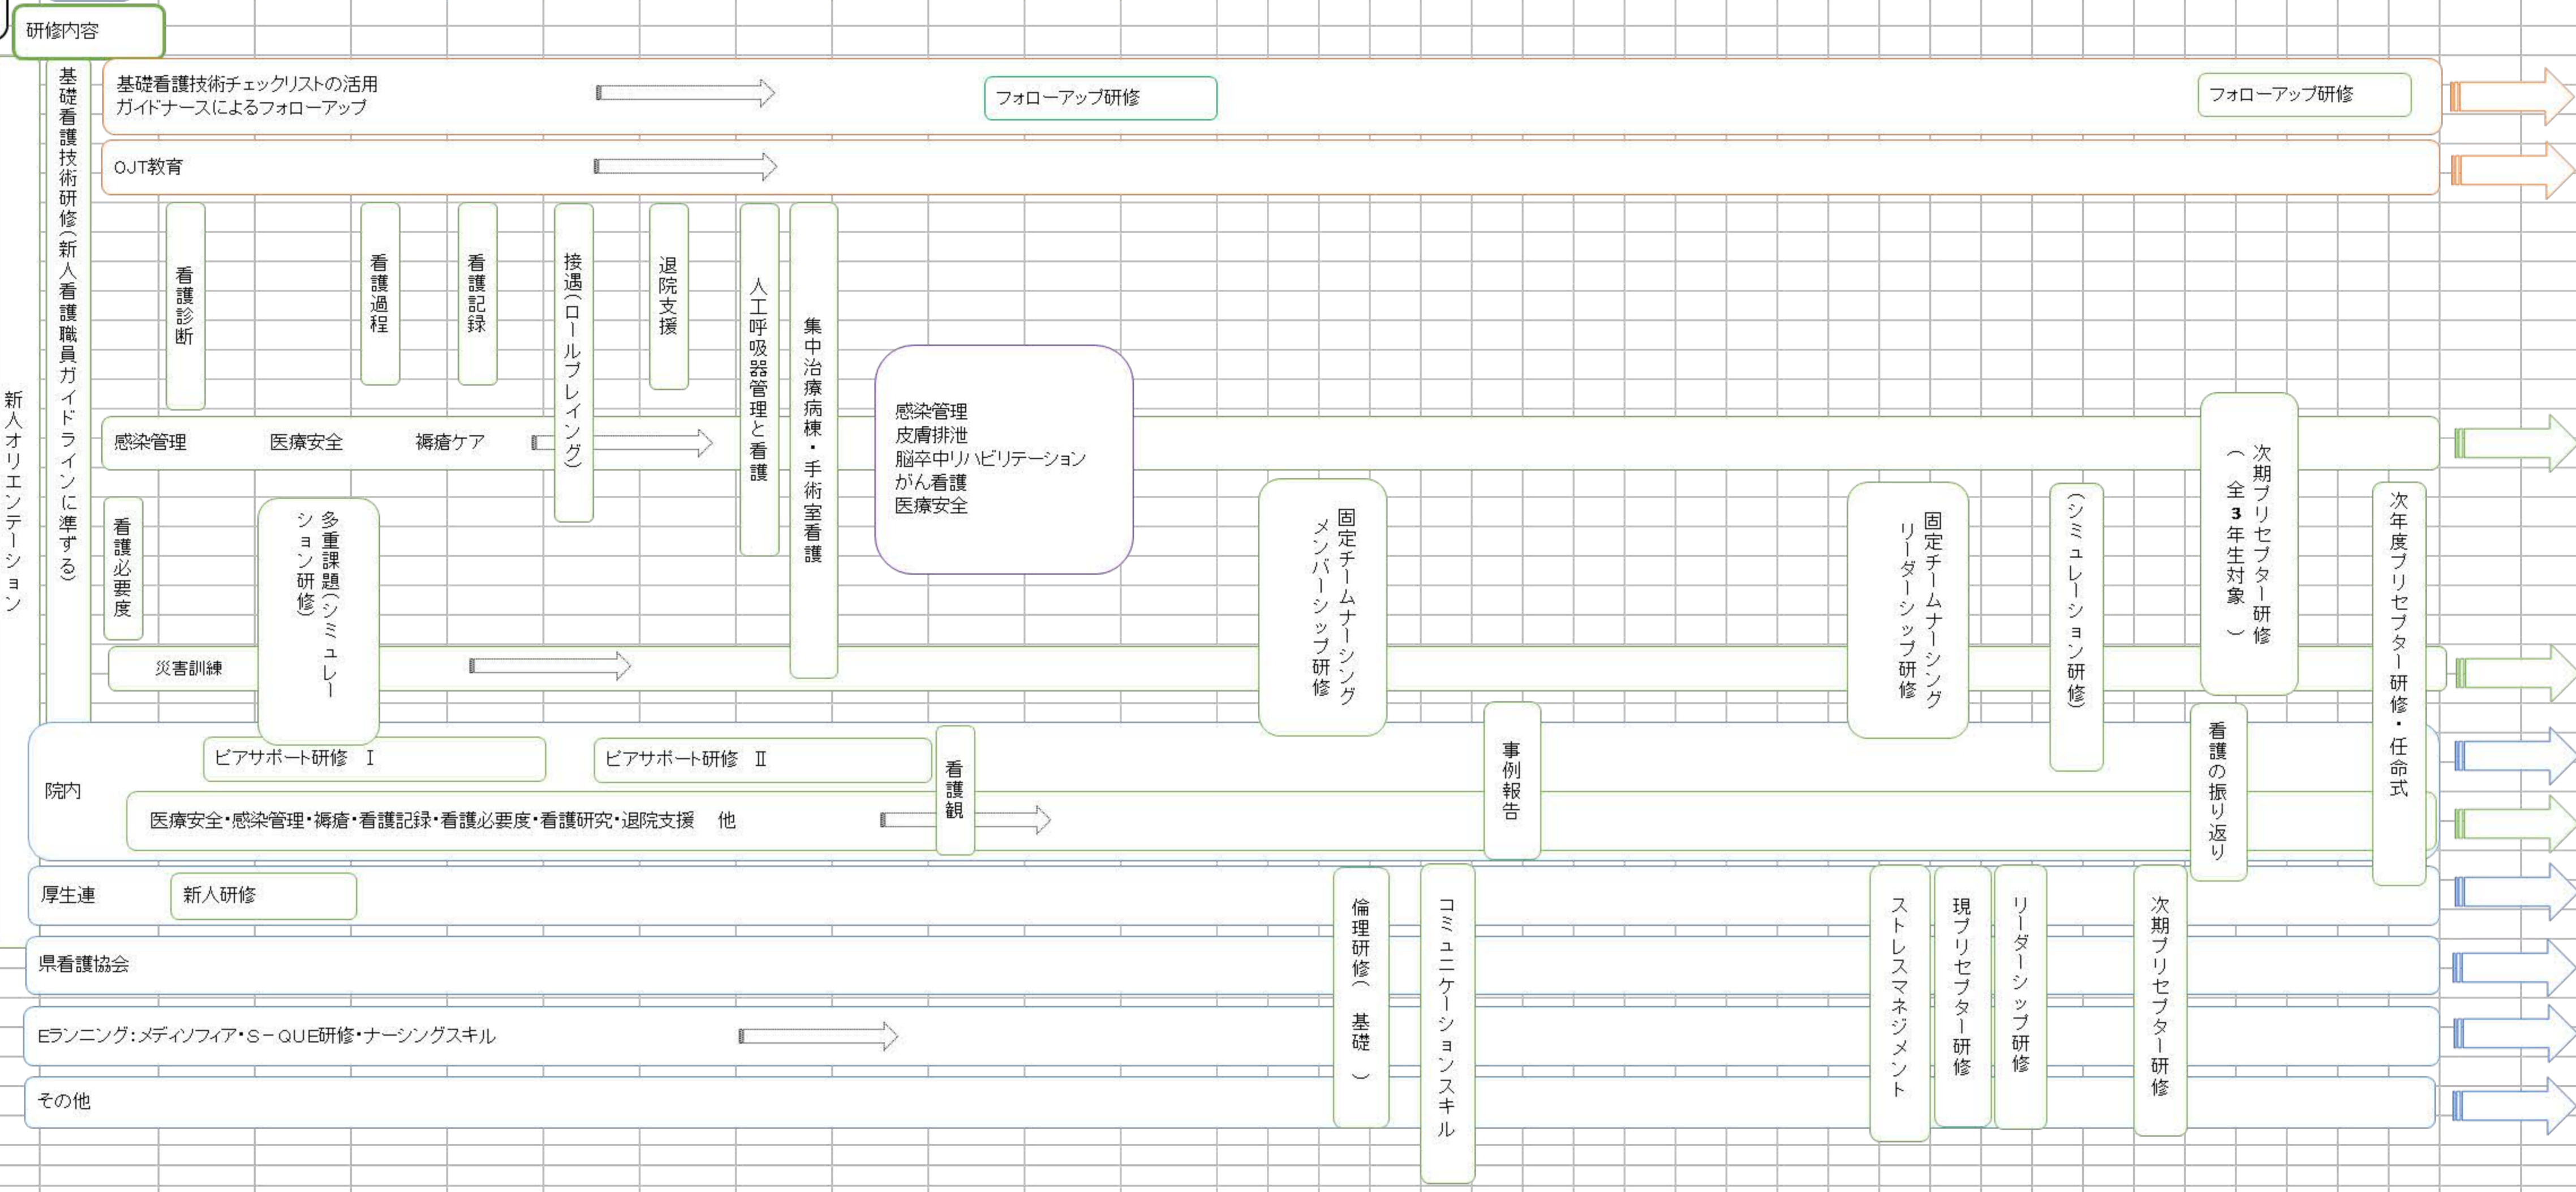 研修内容
新人オリエンテーション
基礎看護技術研修（新人看護職員ガイドラインに準ずる）
基礎看護技術チェックリストの活用
ガイドナースによるフォローアップ
フォローアップ研修
フォローアップ研修
OJT教育
看護診断
看護過程
看護記録
接遇（ロールプレイング）
退院支援
人工呼吸器管理と看護
集中治療病棟・手術室看護
感染管理
医療安全
褥瘡ケア
感染管理
皮膚排泄
脳卒中リハビリテーション
がん看護
医療安全
看護必要度
多重課題（シミュレー
ション研修）
固定チームナーシング
メンバーシップ研修
固定チームナーシング
リーダーシップ研修
（シミュレーション研修）
次期プリセプター研修
（　全３年生対象　）
次年度プリセプター研修・任命式
災害訓練
院内
ピアサポート研修　Ⅰ
ピアサポート研修　Ⅱ
看護観
事例報告
看護の振り返り
医療安全・感染管理・褥瘡・看護記録・看護必要度・看護研究・退院支援　他
厚生連
新人研修
倫理研修（　基礎　）
コミュニケーションスキル
ストレスマネジメント
現プリセプター研修
リーダーシップ研修
次期プリセプター研修
県看護協会
Eランニング：メディソフィア・S－QUE研修・ナーシングスキル
その他